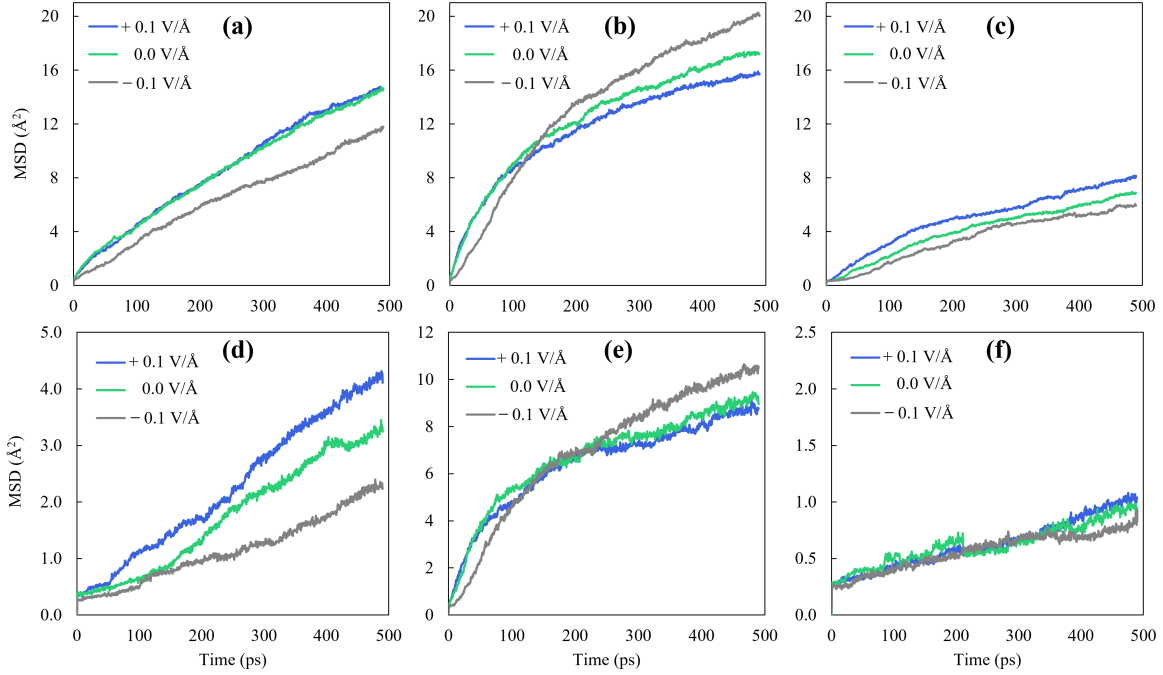 20
16
12
8
4
0
MSD (Å²)
0 100 200 300 400 500
(a)
+ 0.1 V/Å
0.0 V/Å
− 0.1 V/Å
0 100 200 300 400 500
(b)
+ 0.1 V/Å
0.0 V/Å
− 0.1 V/Å
20
16
12
8
4
0
0 100 200 300 400 500
(c)
+ 0.1 V/Å
0.0 V/Å
− 0.1 V/Å
20
16
12
8
4
0
5.0
4.0
3.0
2.0
1.0
0.0
MSD (Å²)
0 100 200 300 400 500
Time (ps)
(d)
+ 0.1 V/Å
0.0 V/Å
− 0.1 V/Å
12
10
8
6
4
2
0
0 100 200 300 400 500
Time (ps)
(e)
+ 0.1 V/Å
0.0 V/Å
− 0.1 V/Å
2.5
2.0
1.5
1.0
0.5
0.0
0 100 200 300 400 500
Time (ps)
(f)
+ 0.1 V/Å
0.0 V/Å
− 0.1 V/Å